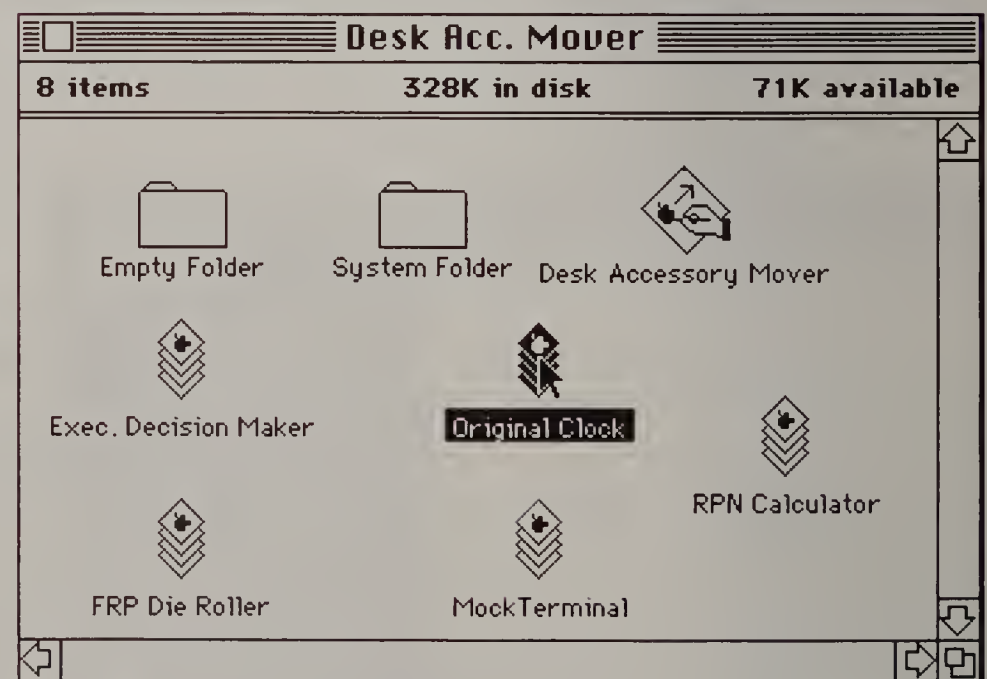 Desk Acc. Mover
8 items 328K in disk 71K available
Empty Folder System Folder Desk Accessory Mover
Exec. Decision Maker Original Clock
RPN Calculator
FRP Die Roller MockTerminal